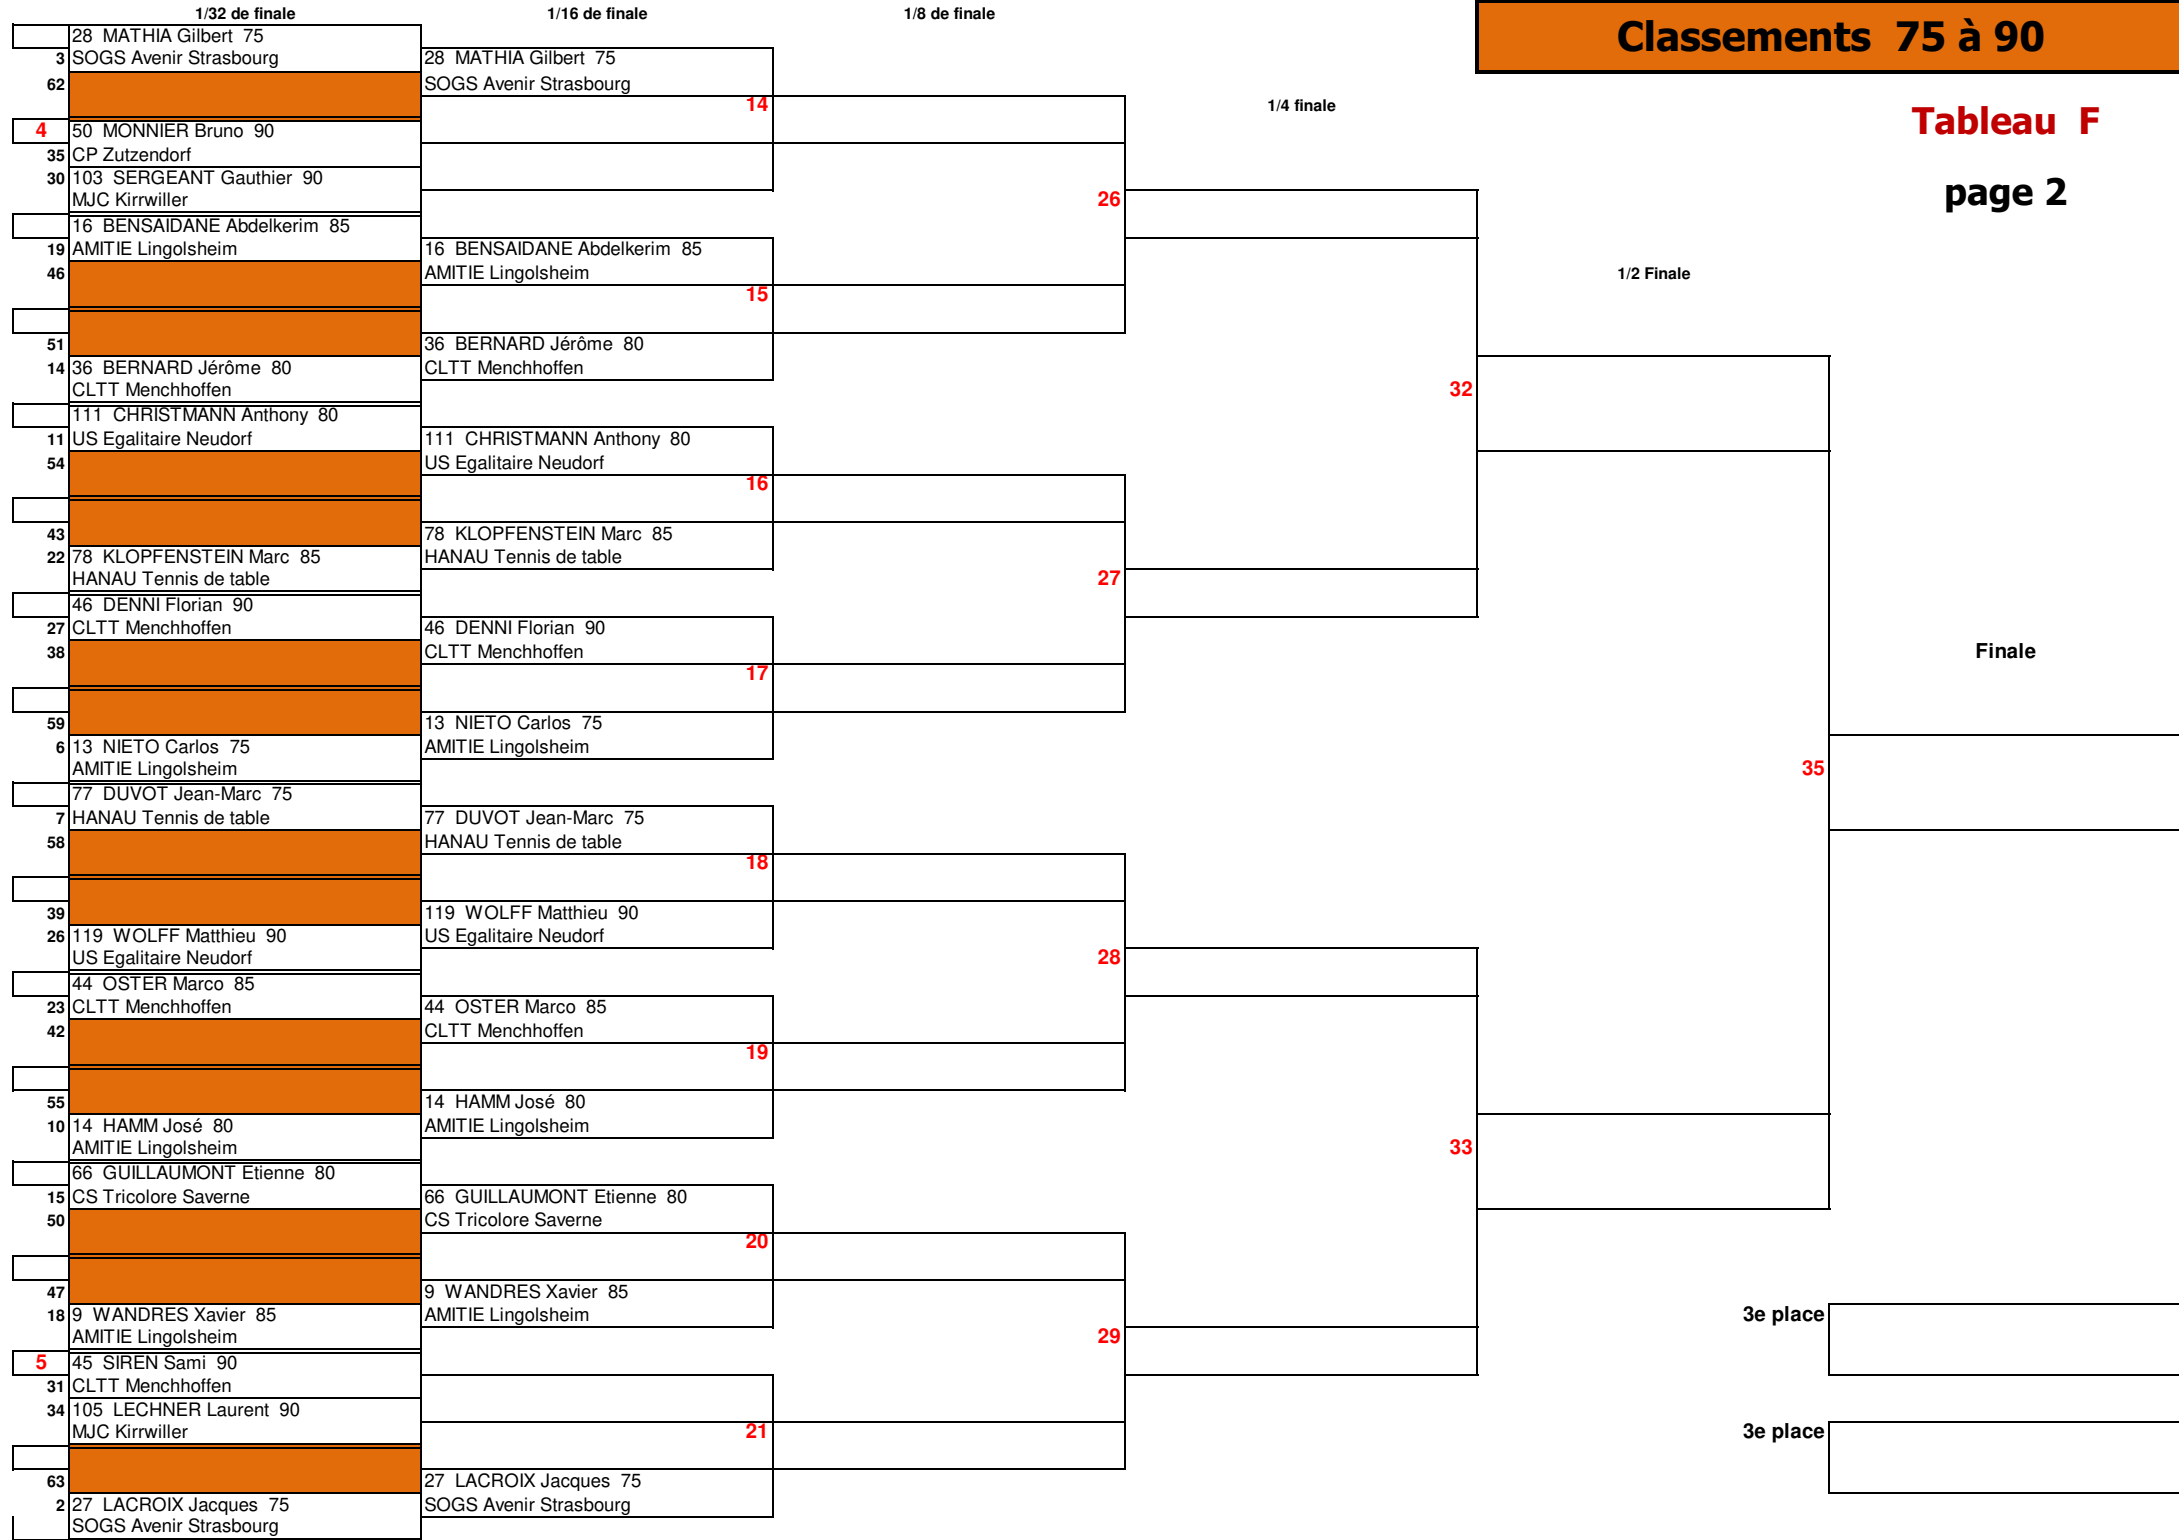 1/32 de finale
1/16 de finale
1/8 de finale
1/4 finale
1/2 Finale
Finale
Classements 75 à 90
Tableau F
page 2
28 MATHIA Gilbert 75
3 SOGS Avenir Strasbourg
62
4 50 MONNIER Bruno 90
35 CP Zutzendorf
30 103 SERGEANT Gauthier 90
MJC Kirrwiller
16 BENSAIDANE Abdelkerim 85
19 AMITIE Lingolsheim
46
51
14 36 BERNARD Jérôme 80
CLTT Menchhoffen
111 CHRISTMANN Anthony 80
11 US Egalitaire Neudorf
54
43
22 78 KLOPFENSTEIN Marc 85
HANAU Tennis de table
46 DENNI Florian 90
27 CLTT Menchhoffen
38
59
6 13 NIETO Carlos 75
AMITIE Lingolsheim
77 DUVOT Jean-Marc 75
7 HANAU Tennis de table
58
39
26 119 WOLFF Matthieu 90
US Egalitaire Neudorf
44 OSTER Marco 85
23 CLTT Menchhoffen
42
55
10 14 HAMM José 80
AMITIE Lingolsheim
66 GUILLAUMONT Etienne 80
15 CS Tricolore Saverne
50
47
18 9 WANDRES Xavier 85
AMITIE Lingolsheim
5 45 SIREN Sami 90
31 CLTT Menchhoffen
34 105 LECHNER Laurent 90
MJC Kirrwiller
63
2 27 LACROIX Jacques 75
SOGS Avenir Strasbourg
28 MATHIA Gilbert 75
SOGS Avenir Strasbourg
14
16 BENSAIDANE Abdelkerim 85
AMITIE Lingolsheim
15
36 BERNARD Jérôme 80
CLTT Menchhoffen
111 CHRISTMANN Anthony 80
US Egalitaire Neudorf
16
78 KLOPFENSTEIN Marc 85
HANAU Tennis de table
46 DENNI Florian 90
CLTT Menchhoffen
17
13 NIETO Carlos 75
AMITIE Lingolsheim
77 DUVOT Jean-Marc 75
HANAU Tennis de table
18
119 WOLFF Matthieu 90
US Egalitaire Neudorf
44 OSTER Marco 85
CLTT Menchhoffen
19
14 HAMM José 80
AMITIE Lingolsheim
66 GUILLAUMONT Etienne 80
CS Tricolore Saverne
20
9 WANDRES Xavier 85
AMITIE Lingolsheim
21
27 LACROIX Jacques 75
SOGS Avenir Strasbourg
26
27
28
29
32
33
35
3e place
3e place